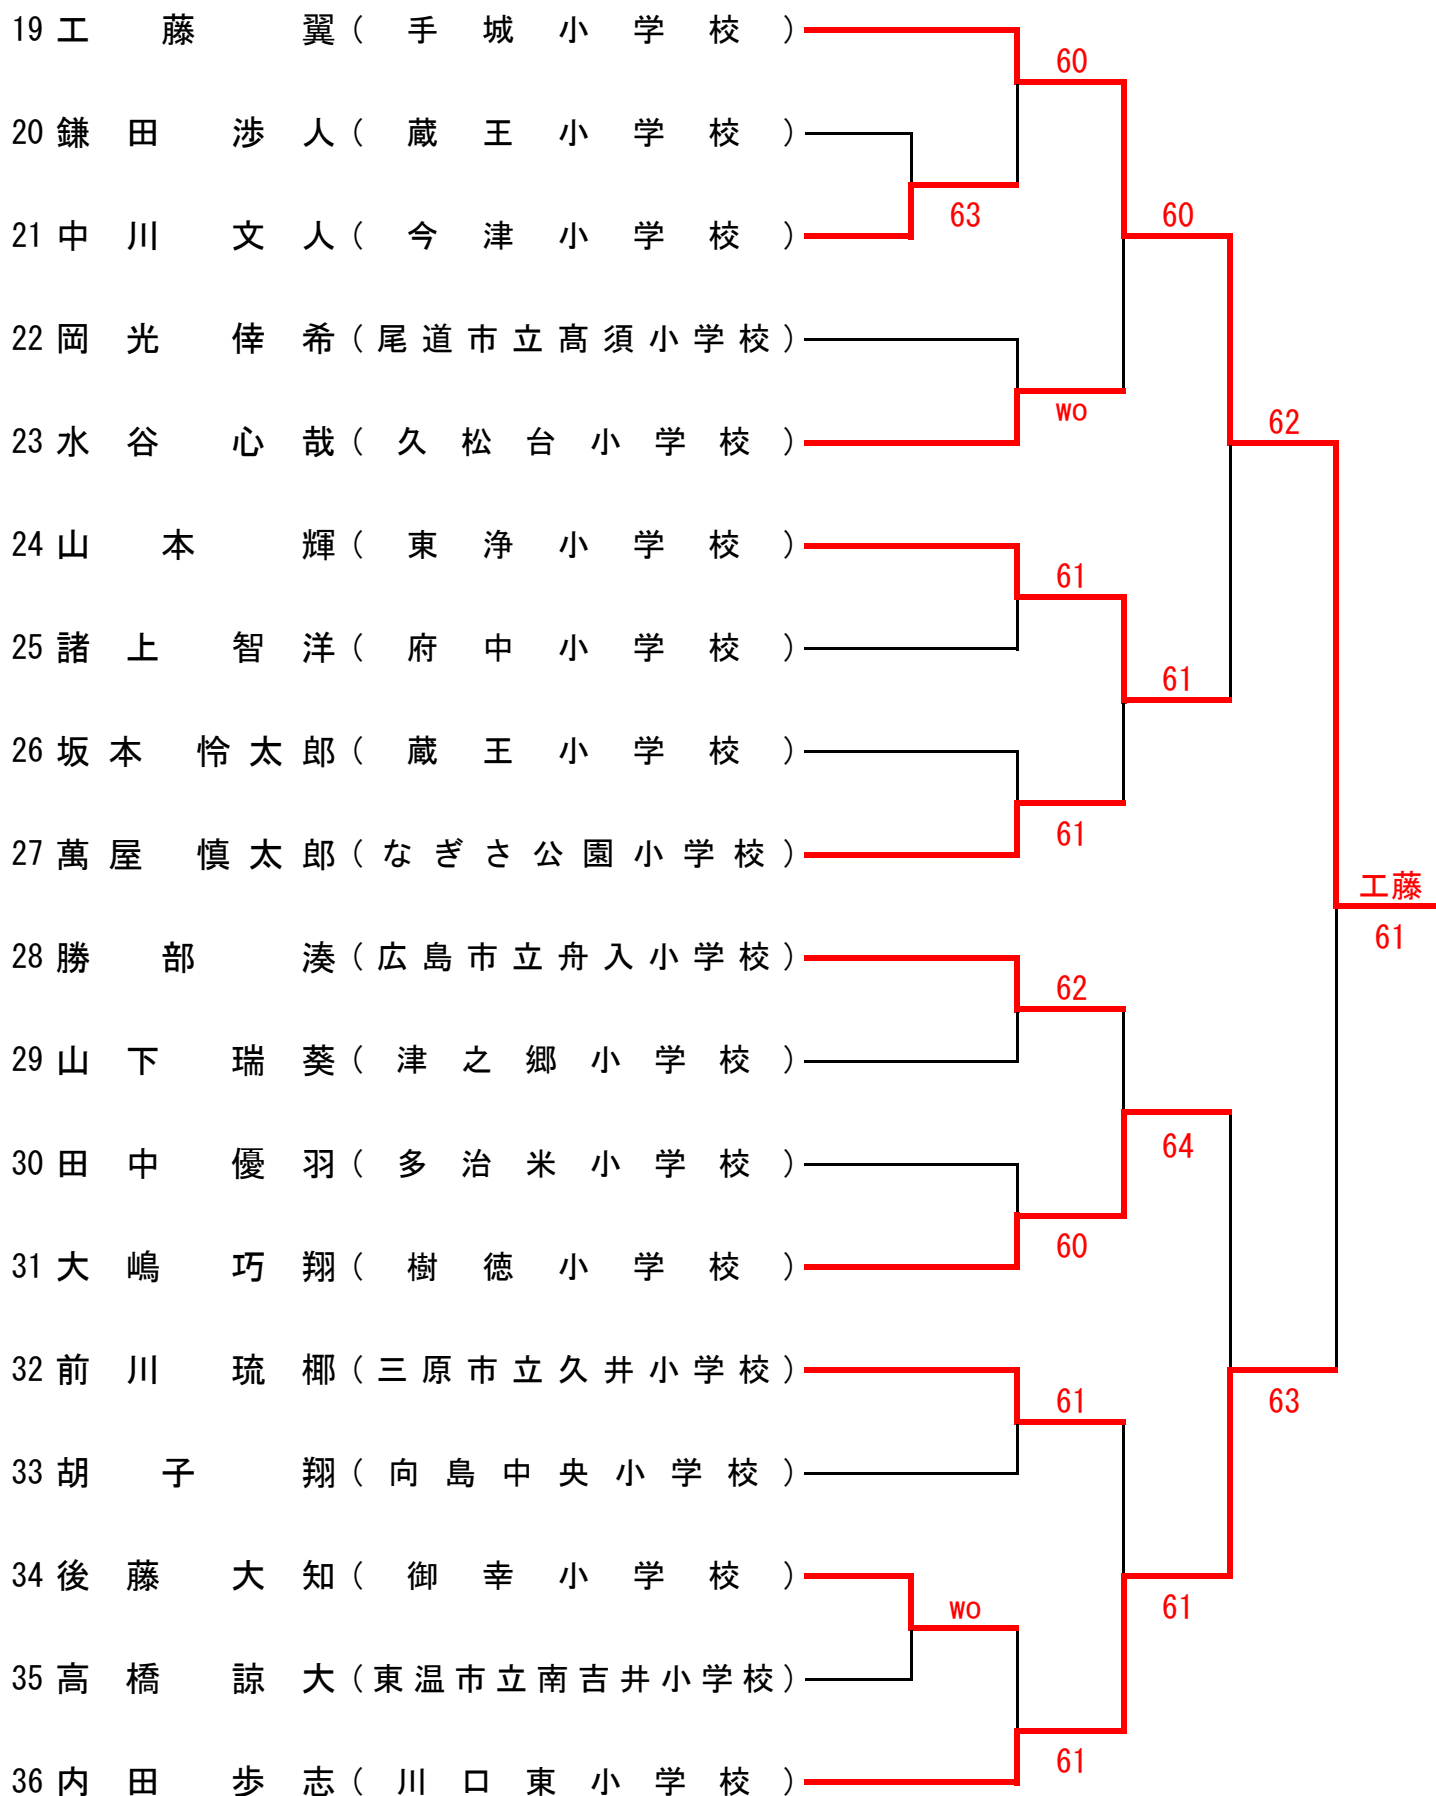 19 工藤 翼 ( 手城小学校 )
60
20 鎌田 渉人 ( 蔵王小学校 )
63 60
21 中川 文人 ( 今津小学校 )
22 岡光 倖希 ( 尾道市立髙須小学校 )
WO 62
23 水谷 心哉 ( 久松台小学校 )
24 山本 輝 ( 東浄小学校 )
61
25 諸上 智洋 ( 府中小学校 )
61
26 坂本 怜太郎 ( 蔵王小学校 )
61
27 萬屋 慎太郎 ( なぎさ公園小学校 )
工藤
61
28 勝部 湊 ( 広島市立舟入小学校 )
62
29 山下 瑞葵 ( 津之郷小学校 )
64
30 田中 優羽 ( 多治米小学校 )
60
31 大嶋 巧翔 ( 樹徳小学校 )
32 前川 琉椰 ( 三原市立久井小学校 )
61 63
33 胡子 翔 ( 向島中央小学校 )
34 後藤 大知 ( 御幸小学校 )
WO 61
35 高橋 諒大 ( 東温市立南吉井小学校 )
61
36 内田 歩志 ( 川口東小学校 )